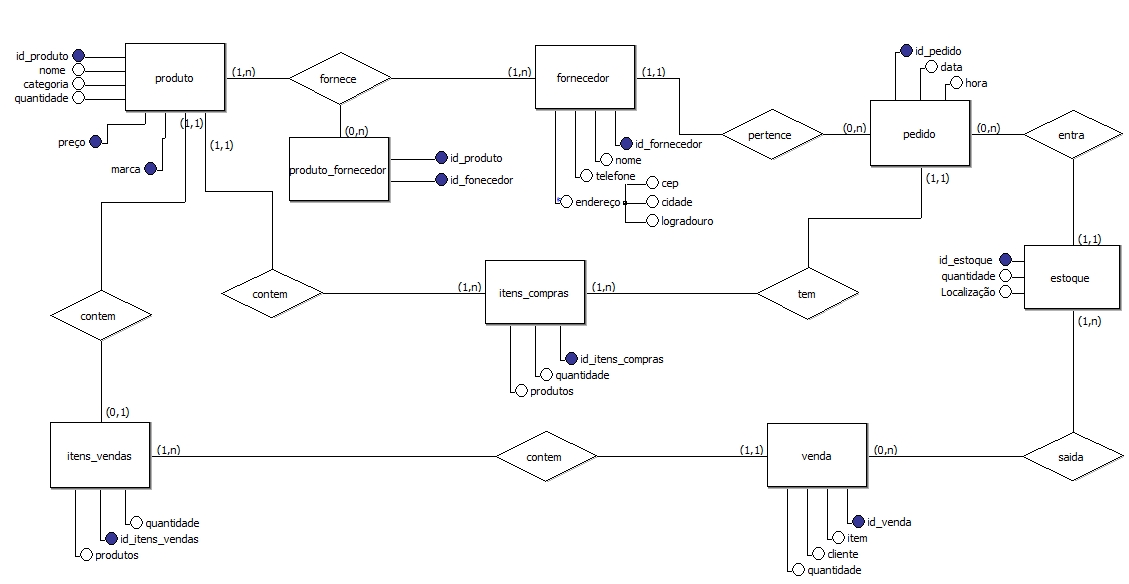 id_produto
nome
categoria
quantidade
preço
marca
produto
(1,n)
(1,1)
(1,1)
fornece
(1,n)
(0,n)
produto_fornecedor
id_produto
id_fonecedor
fornecedor
(1,1)
id_fornecedor
nome
telefone
endereço
cep
cidade
logradouro
pertence
(0,n)
id_pedido
data
hora
pedido
(0,n)
(1,1)
entra
(1,1)
id_estoque
quantidade
Localização
estoque
(1,n)
contem
contem
(1,n)
itens_compras
(1,n)
tem
id_itens_compras
quantidade
produtos
(0,1)
itens_vendas
(1,n)
contem
(1,1)
venda
(0,n)
saida
quantidade
id_itens_vendas
produtos
id_venda
item
cliente
quantidade